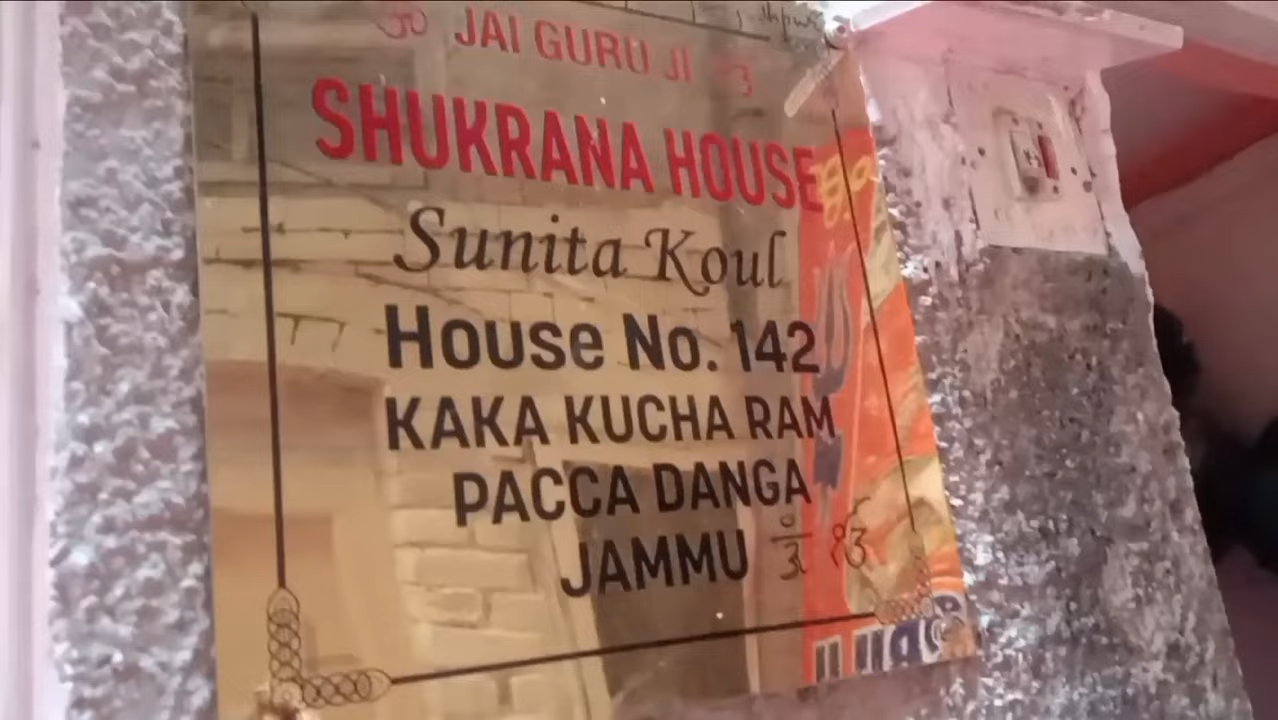 ॐ JAI GURU JI
SHUKRANA HOUSE
Sunita Koul
House No. 142
KAKA KUCHA RAM
PACCA DANGA
JAMMU